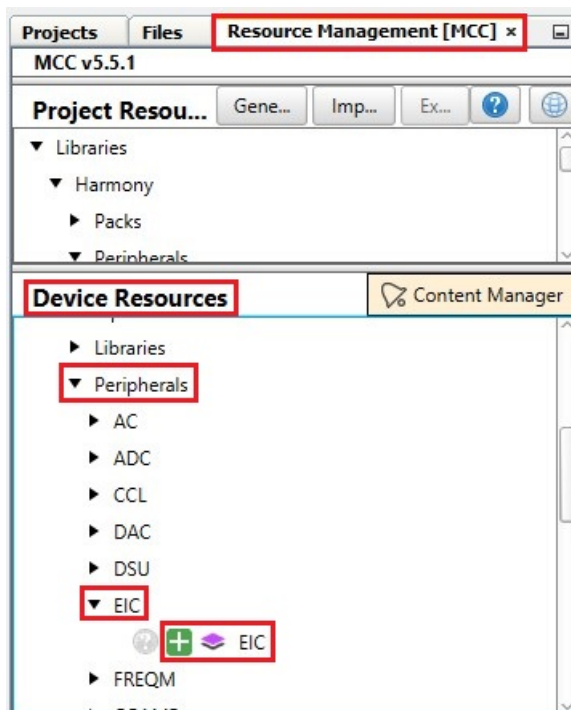 Projects Files Resource Management [MCC] ×
MCC v5.5.1
Project Resou... Gene... Imp... Ex... ?
Libraries
Harmony
Packs
Peripherals
Device Resources Content Manager
Libraries
Peripherals
AC
ADC
CCL
DAC
DSU
EIC
? EIC
FREQM